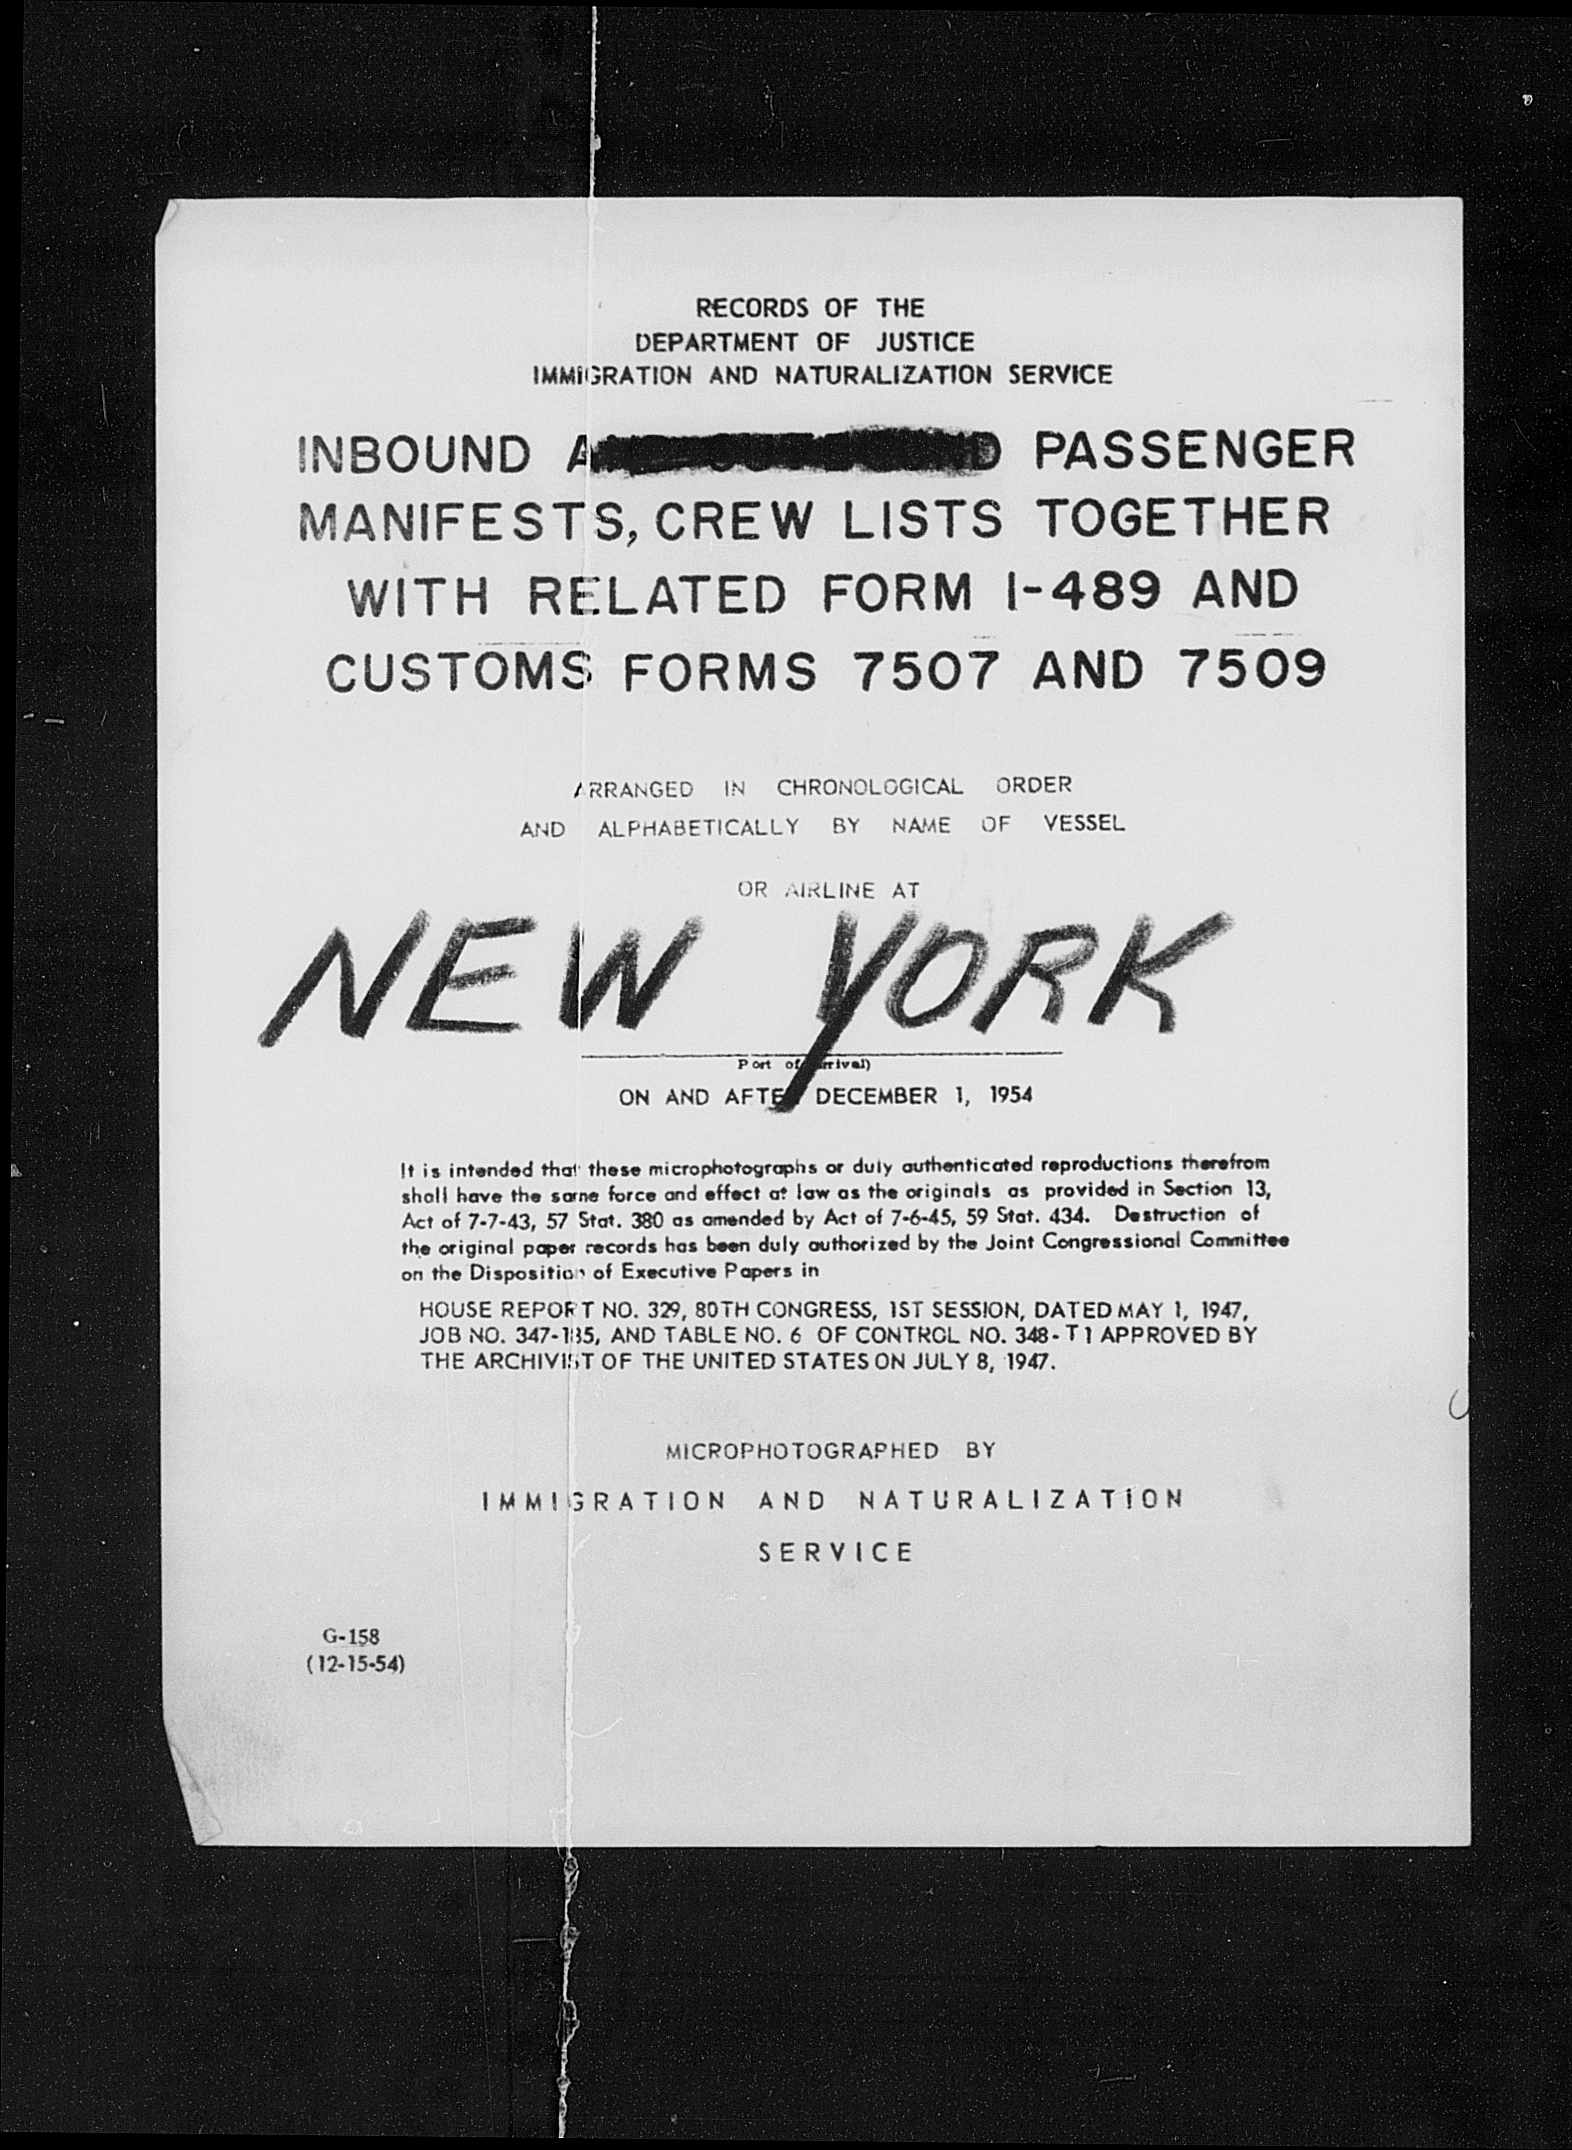 RECORDS OF THE
DEPARTMENT OF JUSTICE
IMMIGRATION AND NATURALIZATION SERVICE
INBOUND PASSENGER
MANIFESTS, CREW LISTS TOGETHER
WITH RELATED FORM I-489 AND
CUSTOMS FORMS 7507 AND 7509
ARRANGED IN CHRONOLOGICAL ORDER
AND ALPHABETICALLY BY NAME OF VESSEL
OR AIRLINE AT
NEW YORK
Port of Arrival)
ON AND AFTER DECEMBER 1, 1954
It is intended that these microphotographs or duly authenticated reproductions therefrom
shall have the same force and effect at law as the originals as provided in Section 13,
Act of 7-7-43, 57 Stat. 380 as amended by Act of 7-6-45, 59 Stat. 434. Destruction of
the original paper records has been duly authorized by the Joint Congressional Committee
on the Disposition of Executive Papers in
HOUSE REPORT NO. 329, 80TH CONGRESS, 1ST SESSION, DATED MAY 1, 1947,
JOB NO. AND TABLE NO. 6 OF CONTROL NO. 348-T1 APPROVED BY
THE ARCHIVIST OF THE UNITED STATES ON JULY 8, 1947.
MICROPHOTOGRAPHED BY
IMMIGRATION AND NATURALIZATION
SERVICE
G-158
(12-15-54)